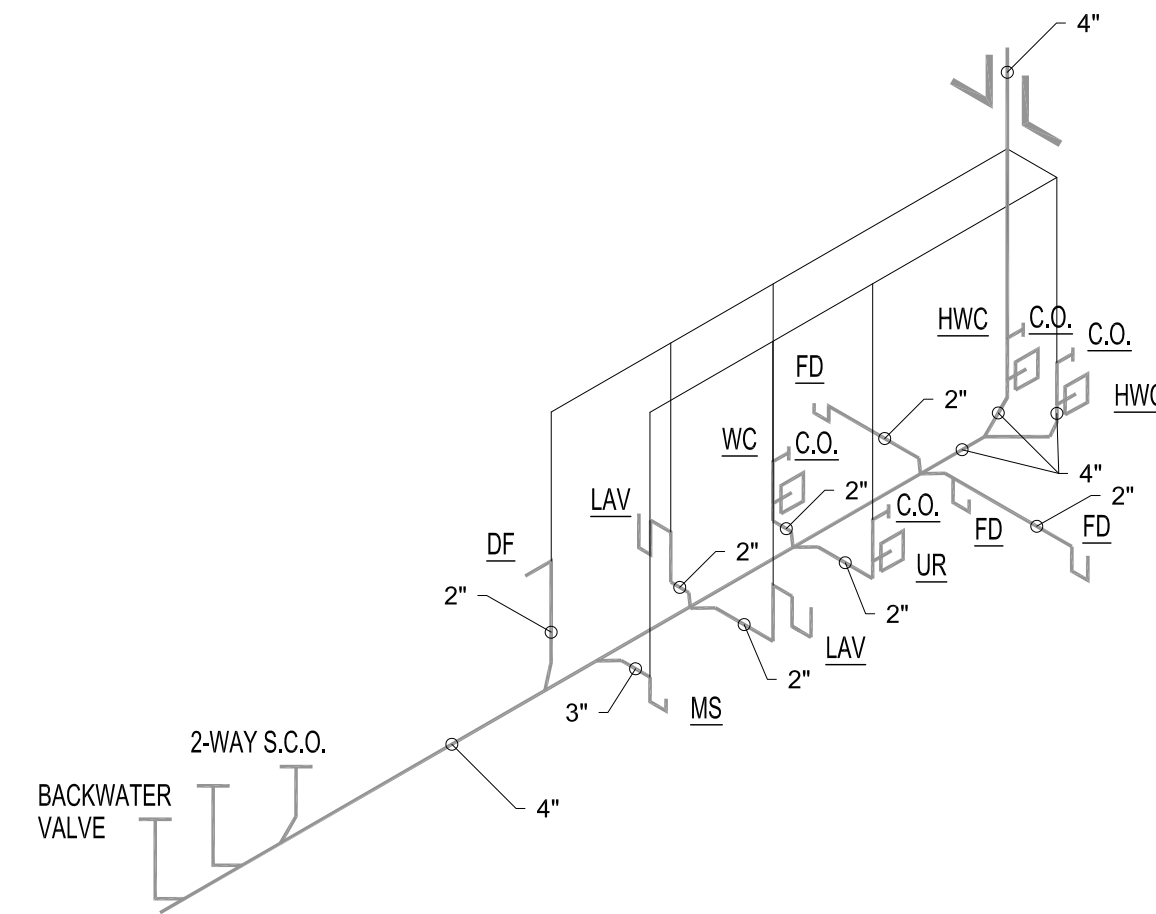 4"
HWC
C.O.
C.O.
FD
HWC
2"
WC
C.O.
4"
LAV
2"
2"
C.O.
FD
FD
DF
2"
UR
2"
2"
LAV
2"
3"
MS
2-WAY S.C.O.
BACKWATER
VALVE
4"